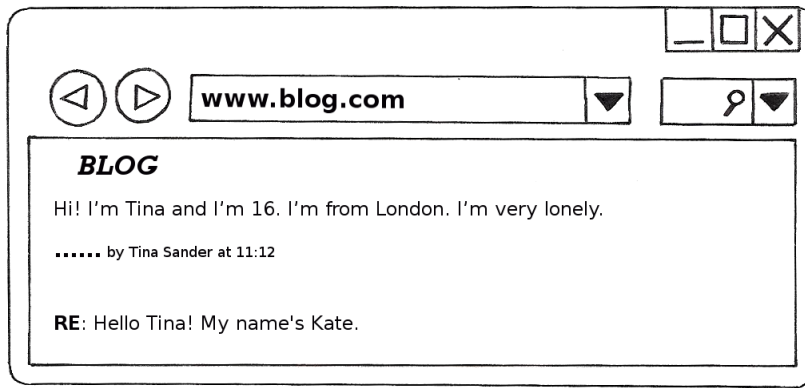 www.blog.com
BLOG
Hi! I’m Tina and I’m 16. I’m from London. I’m very lonely.
...... by Tina Sander at 11:12
RE: Hello Tina! My name's Kate.